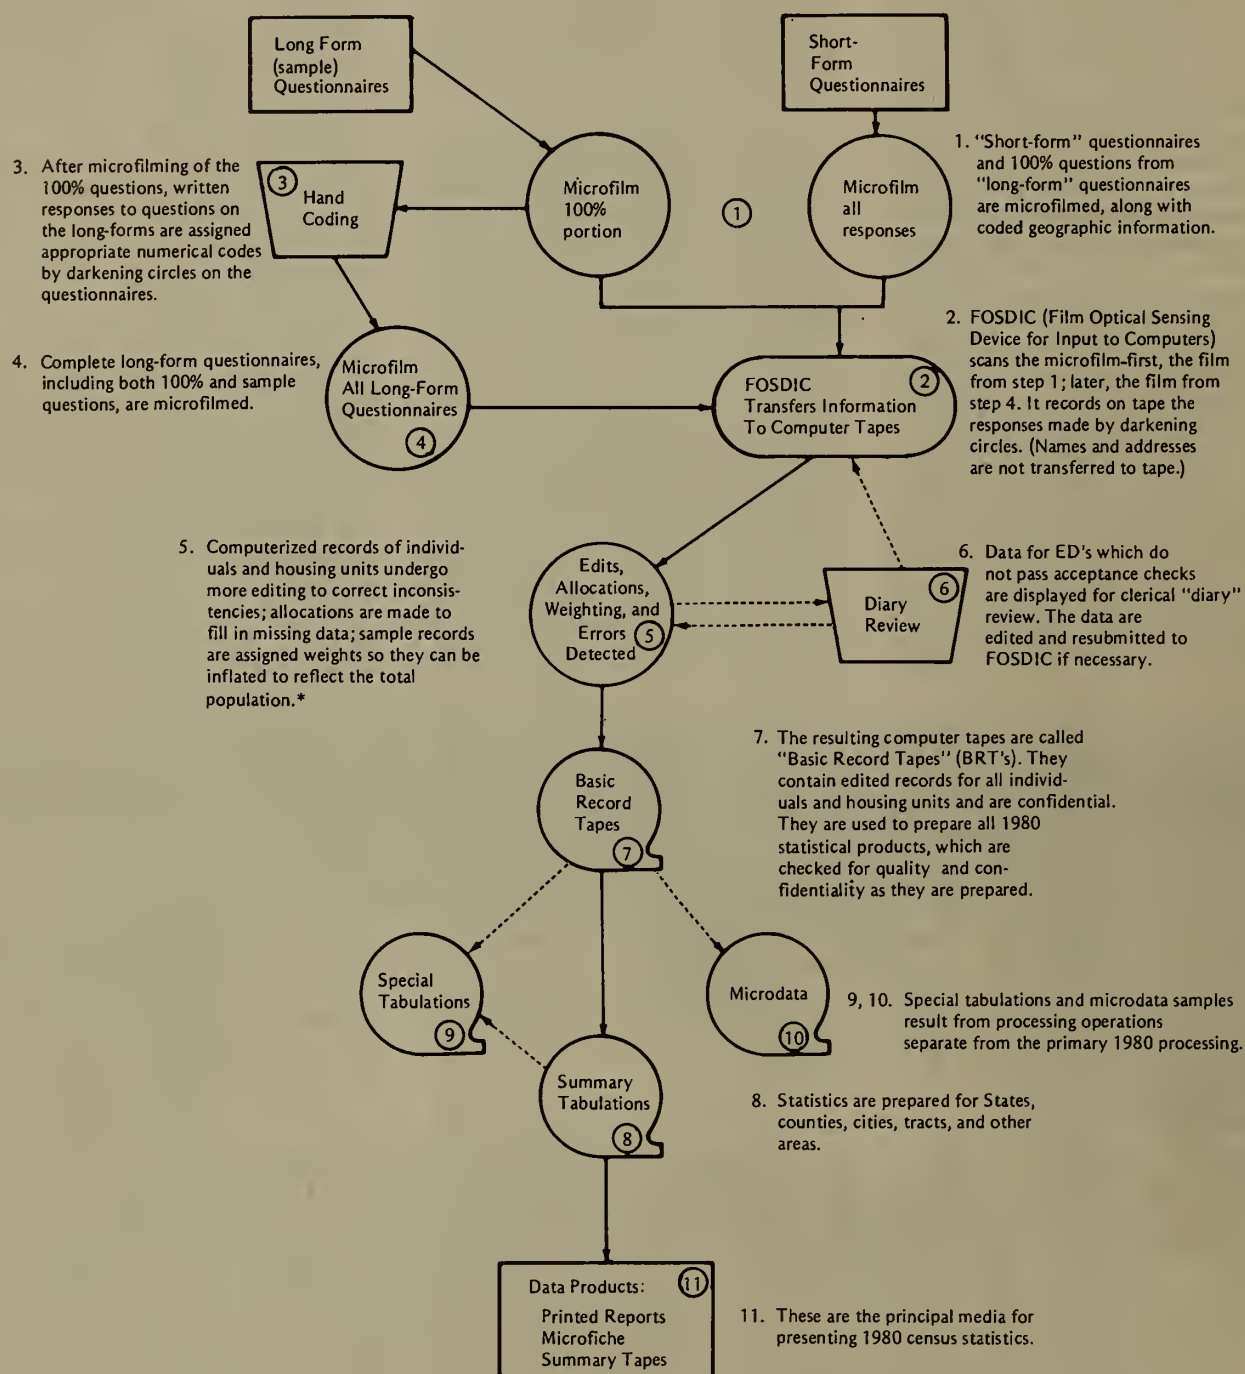 Long Form
(sample)
Questionnaires
Short-
Form
Questionnaires
1. "Short-form" questionnaires
and 100% questions from
"long-form" questionnaires
are microfilmed, along with
coded geographic information.
3. After microfilming of the
100% questions, written
responses to questions on
the long-forms are assigned
appropriate numerical codes
by darkening circles on the
questionnaires.
3
Hand
Coding
Microfilm
100%
portion
1
Microfilm
all
responses
2. FOSDIC (Film Optical Sensing
Device for Input to Computers)
scans the microfilm-first, the film
from step 1; later, the film from
step 4. It records on tape the
responses made by darkening
circles. (Names and addresses
are not transferred to tape.)
4. Complete long-form questionnaires,
including both 100% and sample
questions, are microfilmed.
Microfilm
All Long-Form
Questionnaires
4
FOSDIC
2
Transfers Information
To Computer Tapes
5. Computerized records of individ-
uals and housing units undergo
more editing to correct inconsis-
tencies; allocations are made to
fill in missing data; sample records
are assigned weights so they can be
inflated to reflect the total
population.*
Edits,
Allocations,
Weighting, and
Errors
5
Detected
6
Diary
Review
6. Data for ED's which do
not pass acceptance checks
are displayed for clerical "diary"
review. The data are
edited and resubmitted to
FOSDIC if necessary.
Basic
Record
Tapes
7
7. The resulting computer tapes are called
"Basic Record Tapes" (BRT's). They
contain edited records for all individ-
uals and housing units and are confidential.
They are used to prepare all 1980
statistical products, which are
checked for quality and con-
fidentiality as they are prepared.
Special
Tabulations
9
Microdata
10
9, 10. Special tabulations and microdata samples
result from processing operations
separate from the primary 1980 processing.
Summary
Tabulations
8
8. Statistics are prepared for States,
counties, cities, tracts, and other
areas.
Data Products:
11
Printed Reports
Microfiche
Summary Tapes
11. These are the principal media for
presenting 1980 census statistics.